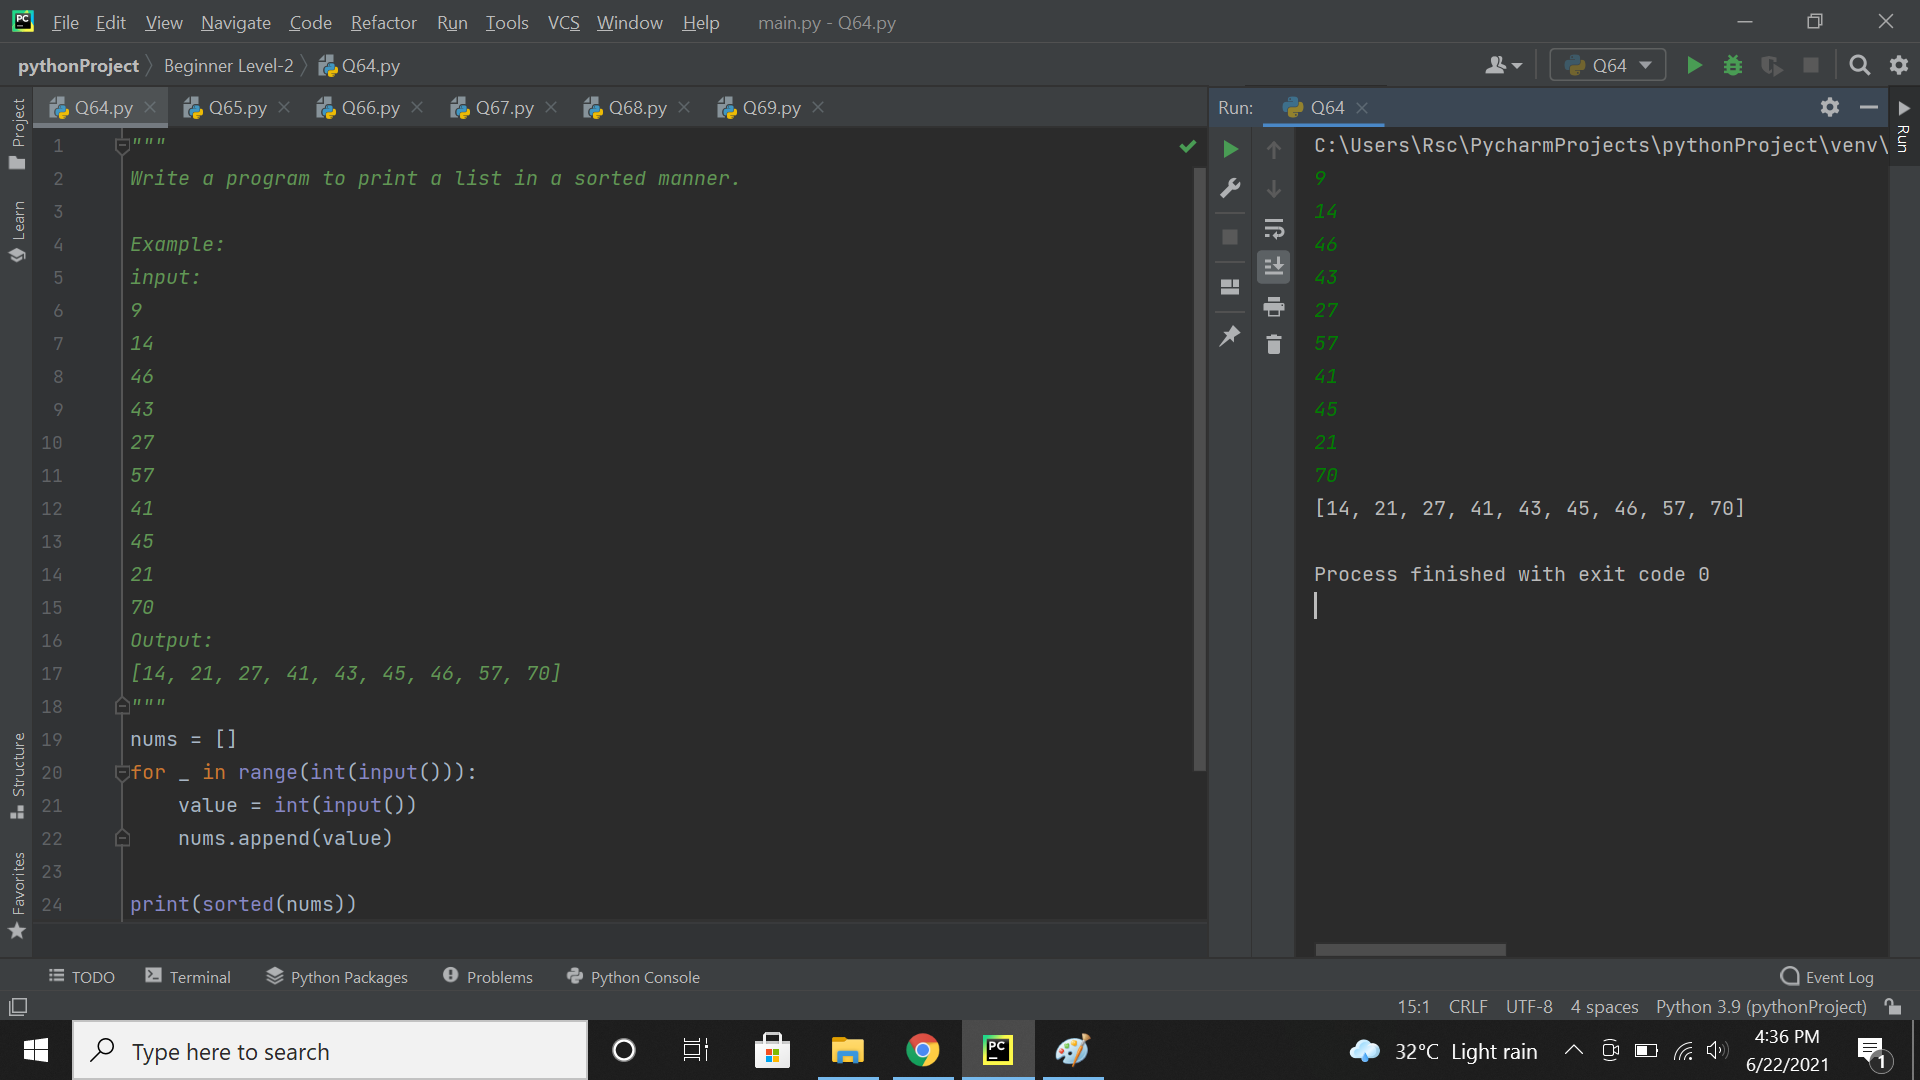 PC File Edit View Navigate Code Refactor Run Tools VCS Window Help main.py - Q64.py
pythonProject Beginner Level-2 Q64.py Q64
Q64.py Q65.py Q66.py Q67.py Q68.py Q69.py
Run: Q64
Project
Learn
Structure
Favorites
Run
1 """
2 Write a program to print a list in a sorted manner.
3
4 Example:
5 input:
6 9
7 14
8 46
9 43
10 27
11 57
12 41
13 45
14 21
15 70
16 Output:
17 [14, 21, 27, 41, 43, 45, 46, 57, 70]
18 """
19 nums = []
20 for _ in range(int(input())):
21 value = int(input())
22 nums.append(value)
23
24 print(sorted(nums))
C:\Users\Rsc\PycharmProjects\pythonProject\venv\
9
14
46
43
27
57
41
45
21
70
[14, 21, 27, 41, 43, 45, 46, 57, 70]
Process finished with exit code 0
TODO Terminal Python Packages Problems Python Console Event Log
15:1 CRLF UTF-8 4 spaces Python 3.9 (pythonProject)
Type here to search
PC
32°C Light rain
4:36 PM
6/22/2021
1